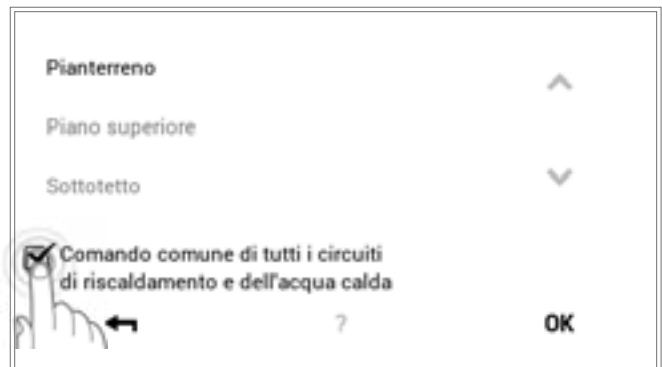 Pianterreno
Piano superiore
Sottotetto
Comando comune di tutti i circuiti
di riscaldamento e dell'acqua calda
? OK